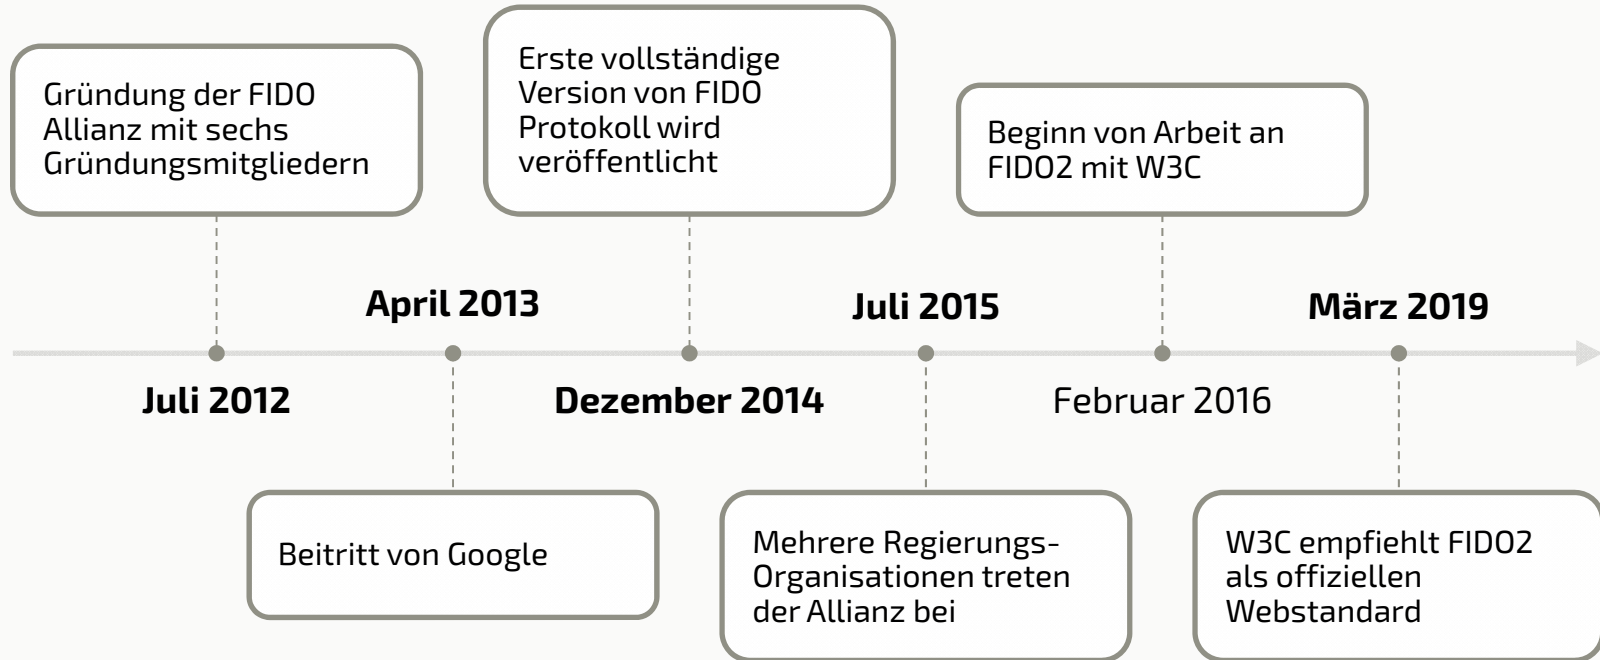 Gründung der FIDO
Allianz mit sechs
Gründungsmitgliedern
Erste vollständige
Version von FIDO
Protokoll wird
veröffentlicht
Beginn von Arbeit an
FIDO2 mit W3C
April 2013
Juli 2015
März 2019
Juli 2012
Dezember 2014
Februar 2016
Beitritt von Google
Mehrere Regierungs-
Organisationen treten
der Allianz bei
W3C empfiehlt FIDO2
als offiziellen
Webstandard